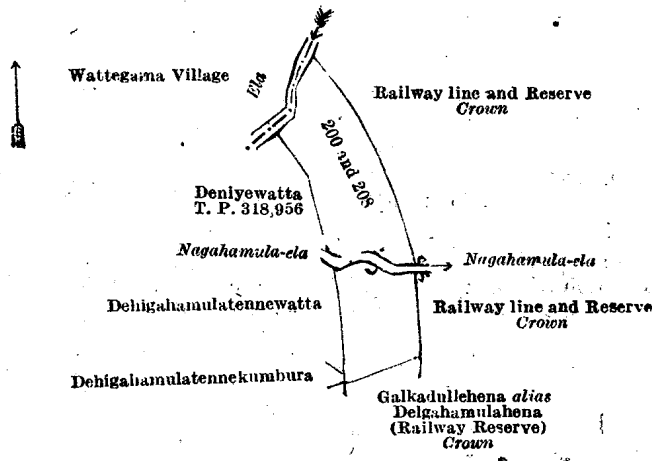 Wattegama Village
Ela
Railway line and Reserve
Crown
200 and 208
Deniyewatta
T. P. 318,956
Nagahamula-ela
Nagahamula-ela
Dehigahamulatennewatta
Railway line and Reserve
Crown
Dehigahamulatennekumbura
Galkadullehena alias
Delgahamulahena
(Railway Reserve)
Crown